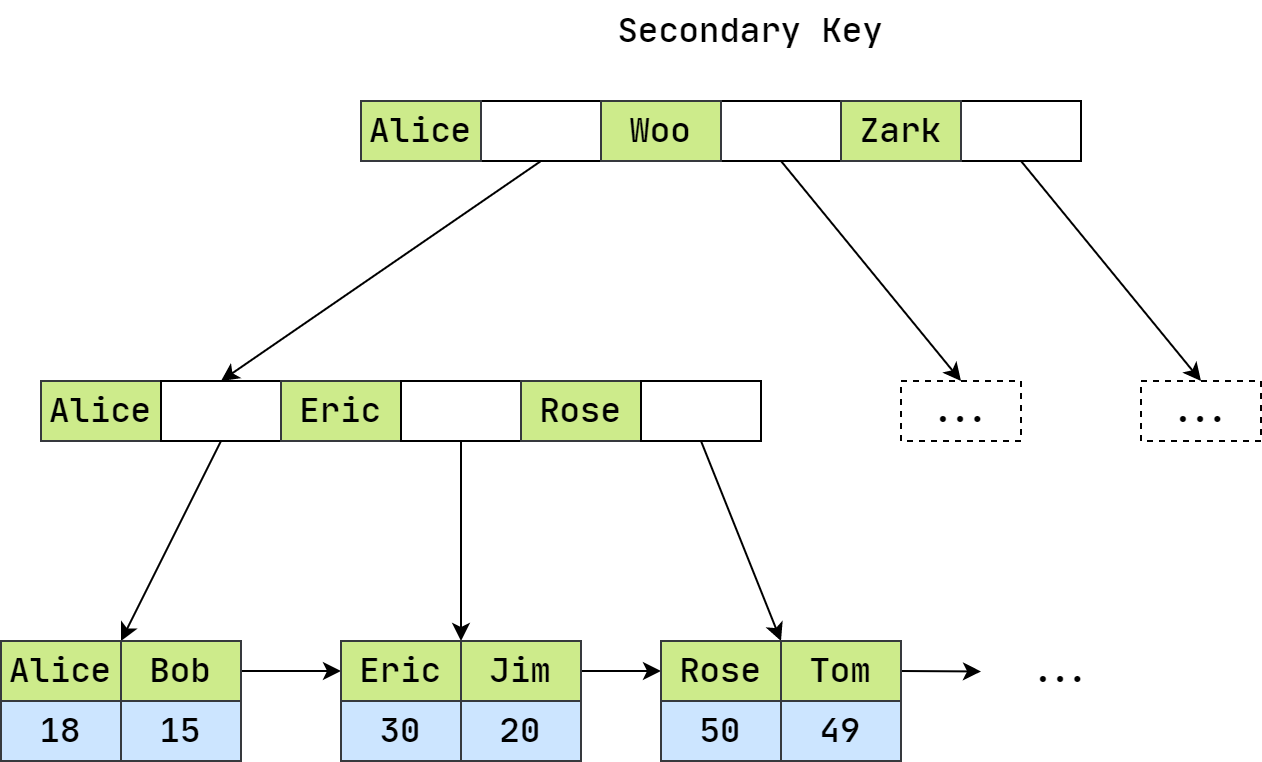 Secondary Key
Alice Woo Zark
Alice Eric Rose ... ...
Alice Bob Eric Jim Rose Tom ...
18 15 30 20 50 49